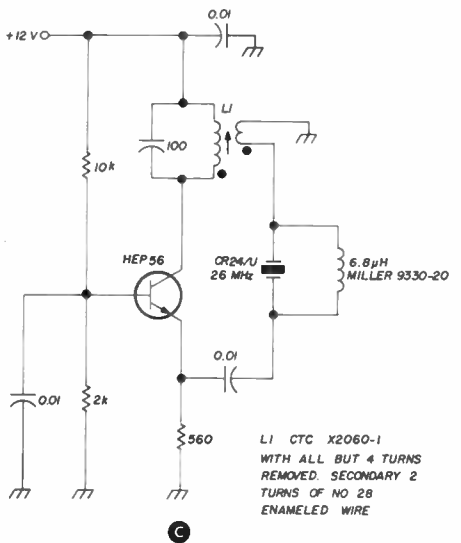 0.01
+12 V
L1
100
10k
HEP 56
CR24/U
26 MHz
6.8µH
MILLER 9330-20
0.01
0.01
2k
560
L1 CTC X2060-1
WITH ALL BUT 4 TURNS
REMOVED. SECONDARY 2
TURNS OF NO 28
ENAMELED WIRE
C